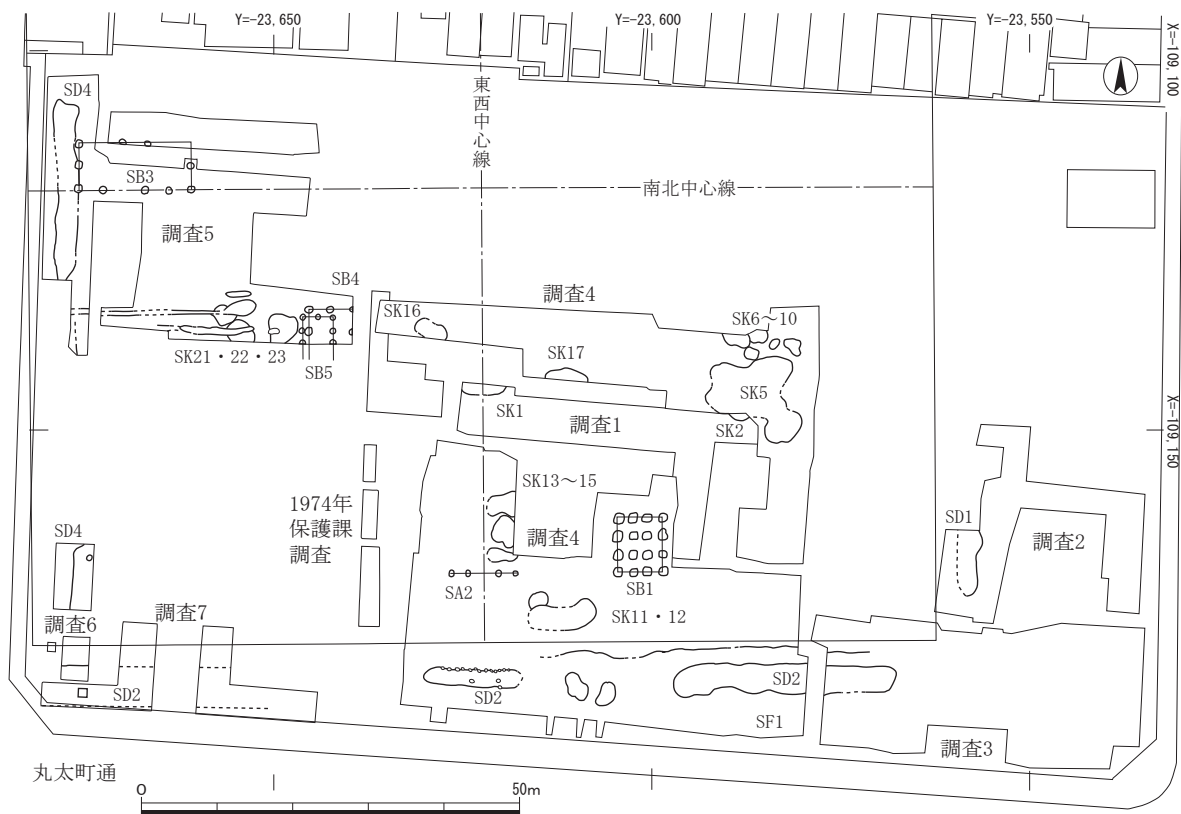 Y=-23,650
Y=-23,600
Y=-23,550
X=-109,100
東西中心線
SD4
SB3
南北中心線
調査5
SB4
調査4
SK16
SK6～10
SK17
SK21・22・23
SB5
SK5
SK1
調査1
SK2
X=-109,150
1974年
保護課
調査
SK13～15
調査4
SD1
調査2
SD4
SA2
SB1
SK11・12
調査6
調査7
SD2
SD2
SD2
SF1
調査3
丸太町通
0
50m